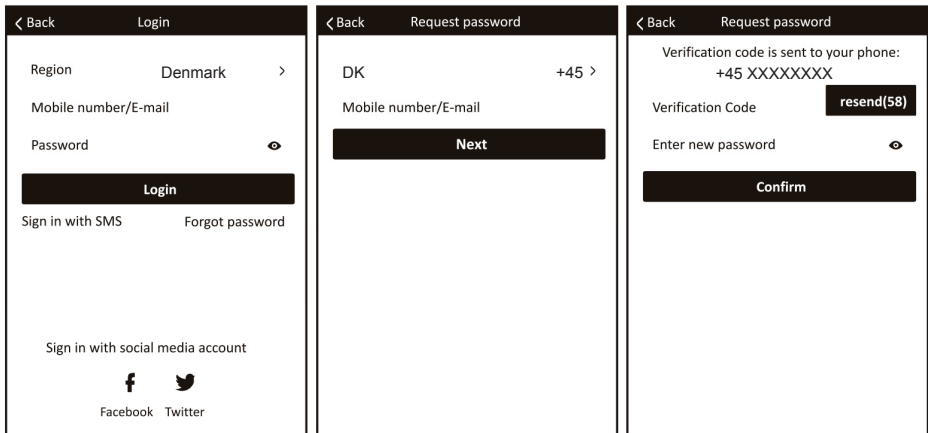 Back Login
Region Denmark >
Mobile number/E-mail
Password
Login
Sign in with SMS Forgot password
Sign in with social media account
Facebook Twitter
Back Request password
DK +45 >
Mobile number/E-mail
Next
Back Request password
Verification code is sent to your phone:
+45 XXXXXXXX
Verification Code resend(58)
Enter new password
Confirm